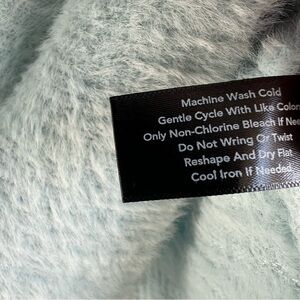 Machine Wash Cold
Gentle Cycle With Like Color
Only Non-Chlorine Bleach If Nee
Do Not Wring Or Twist
Reshape And Dry Flat
Cool Iron If Needed